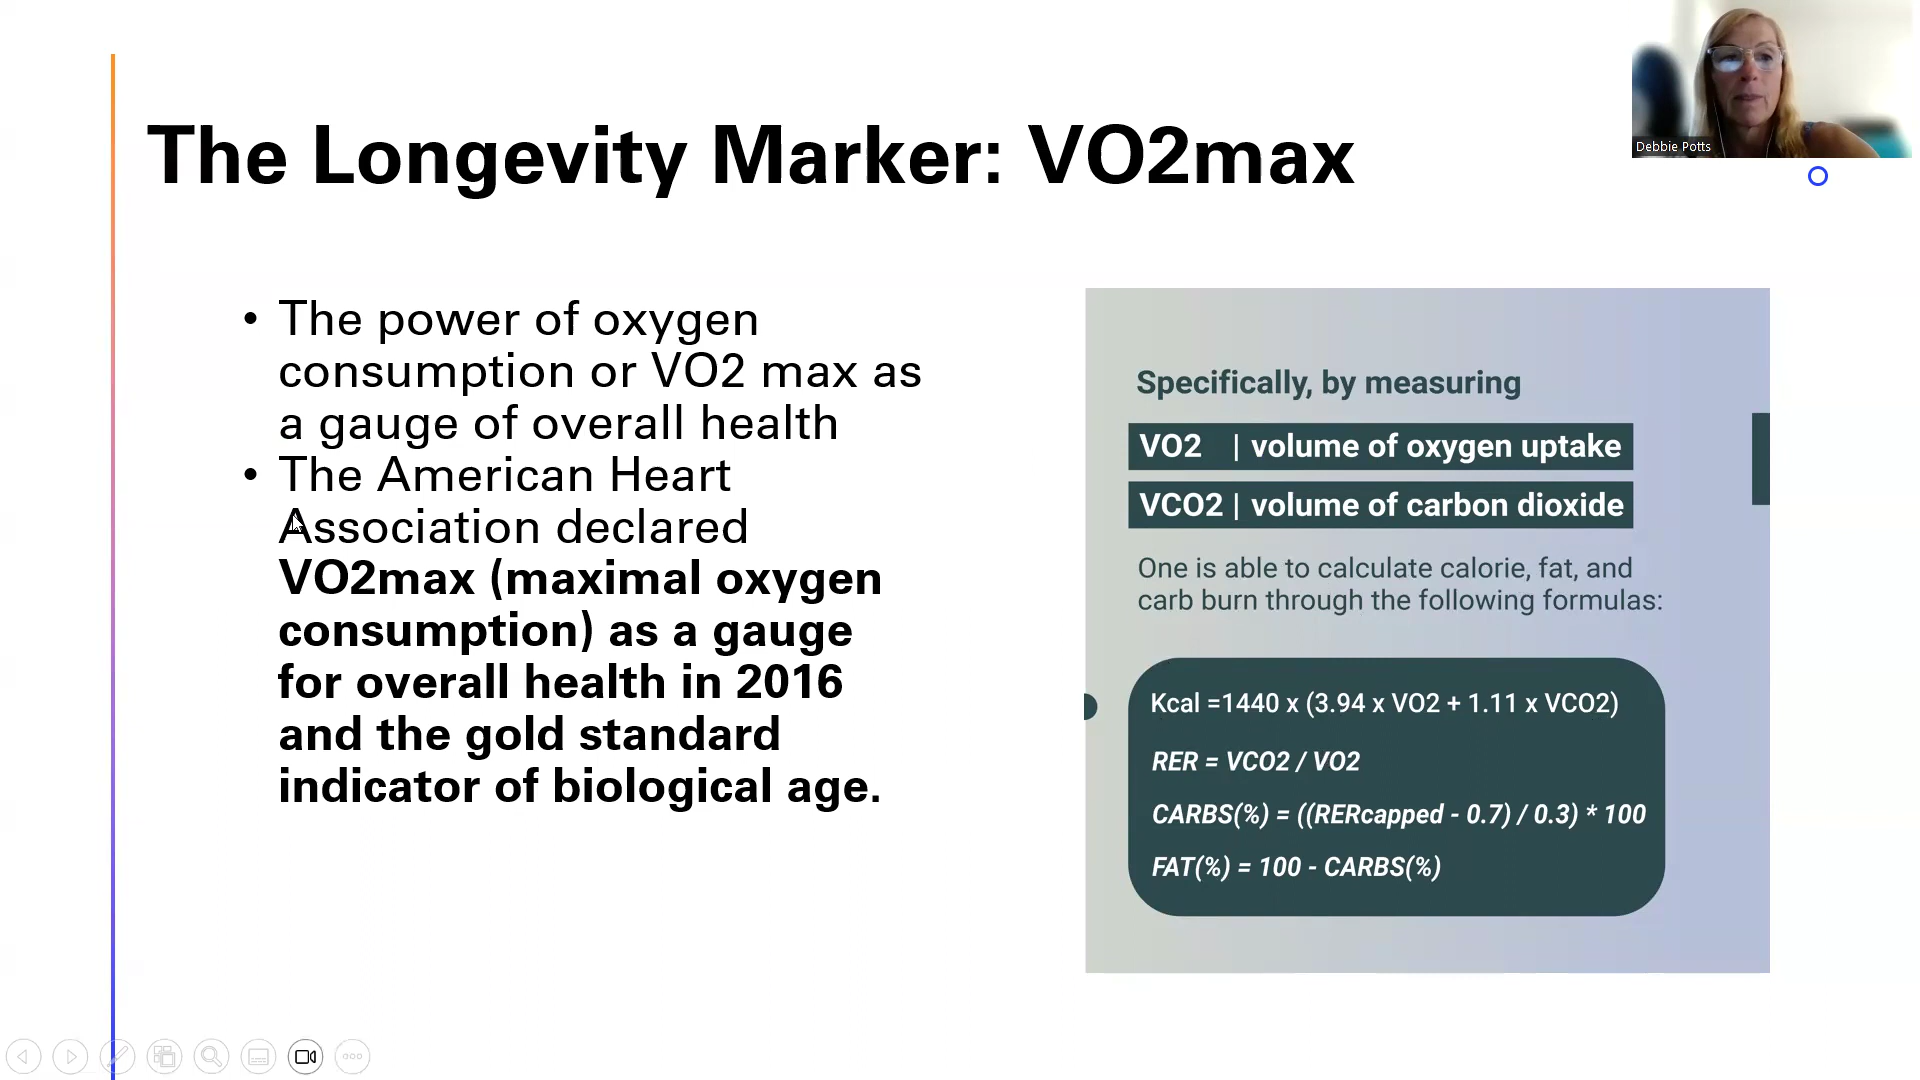 Debbie Potts
The Longevity Marker: VO2max
• The power of oxygen
consumption or VO2 max as
a gauge of overall health
• The American Heart
Association declared
VO2max (maximal oxygen
consumption) as a gauge
for overall health in 2016
and the gold standard
indicator of biological age.
Specifically, by measuring
VO2 | volume of oxygen uptake
VCO2 | volume of carbon dioxide
One is able to calculate calorie, fat, and
carb burn through the following formulas:
Kcal =1440 x (3.94 x VO2 + 1.11 x VCO2)
RER = VCO2 / VO2
CARBS(%) = ((RERcapped - 0.7) / 0.3) * 100
FAT(%) = 100 - CARBS(%)